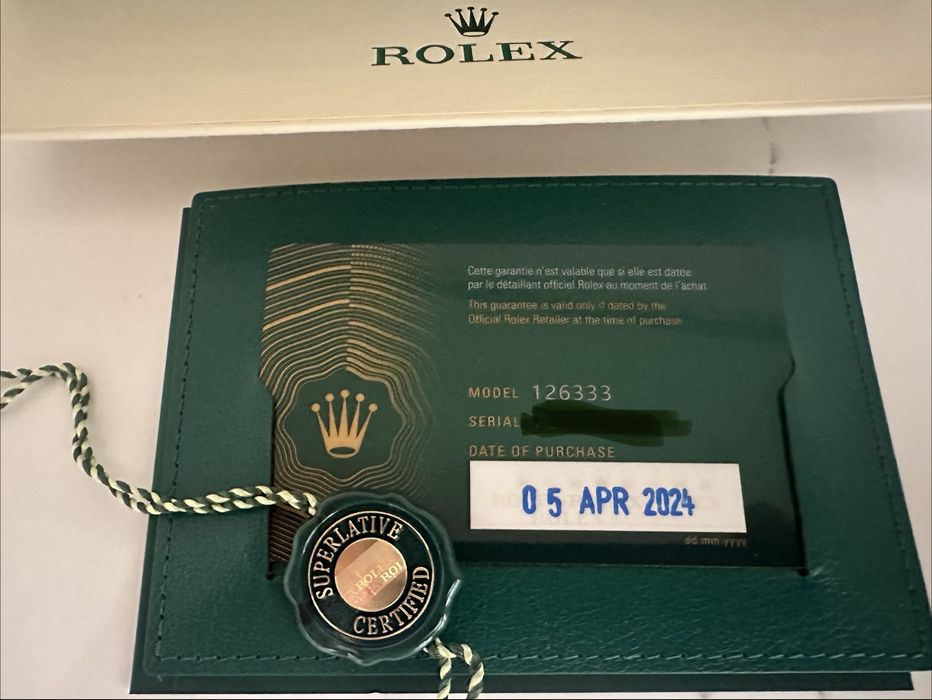 ROLEX
Cette garantie n'est valable que si elle est datée
par le détaillant officiel Rolex au moment de l'achat
This guarantee is valid only if dated by the
Official Rolex Retailer at the time of purchase
MODEL 126333
SERIAL
DATE OF PURCHASE
05 APR 2024
dd mm yyyy
SUPERLATIVE
ROLEX
CERTIFIED